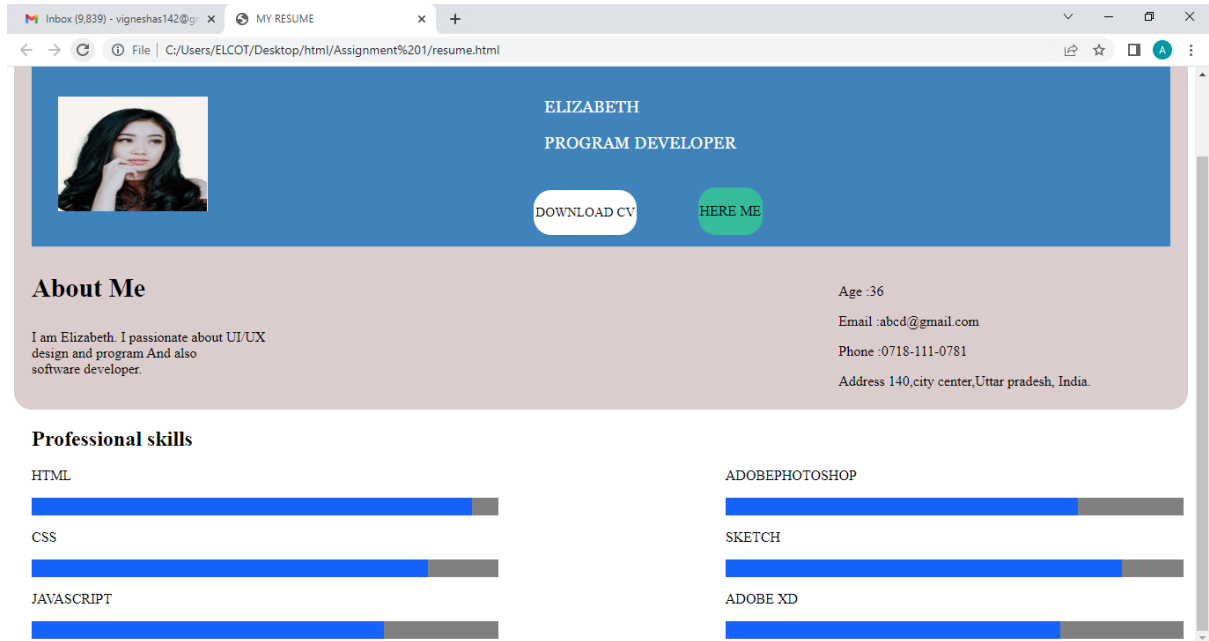 Inbox (9,839) - vigneshas142@gr
MY RESUME
File | C:/Users/ELCOT/Desktop/html/Assignment%201/resume.html
A
ELIZABETH
PROGRAM DEVELOPER
DOWNLOAD CV
HERE ME
About Me
I am Elizabeth. I passionate about UI/UX
design and program And also
software developer.
Age :36
Email :abcd@gmail.com
Phone :0718-111-0781
Address 140,city center,Uttar pradesh, India.
Professional skills
HTML
CSS
JAVASCRIPT
ADOBEPHOTOSHOP
SKETCH
ADOBE XD